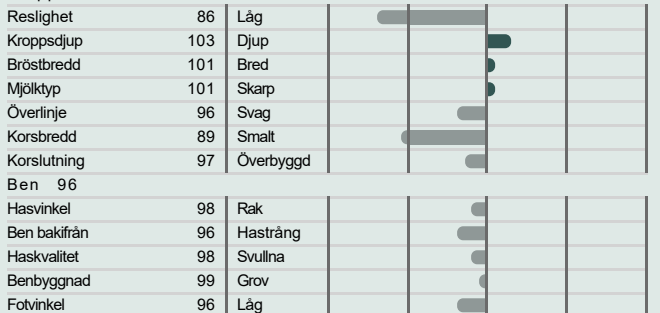 Reslighet 86 Låg
Kroppsdjup 103 Djup
Bröstbredd 101 Bred
Mjölktyp 101 Skarp
Överlinje 96 Svag
Korsbredd 89 Smalt
Korslutning 97 Överbyggd
Ben 96
Hasvinkel 98 Rak
Ben bakifrån 96 Hastrång
Haskvalitet 98 Svullna
Benbyggnad 99 Grov
Fotvinkel 96 Låg